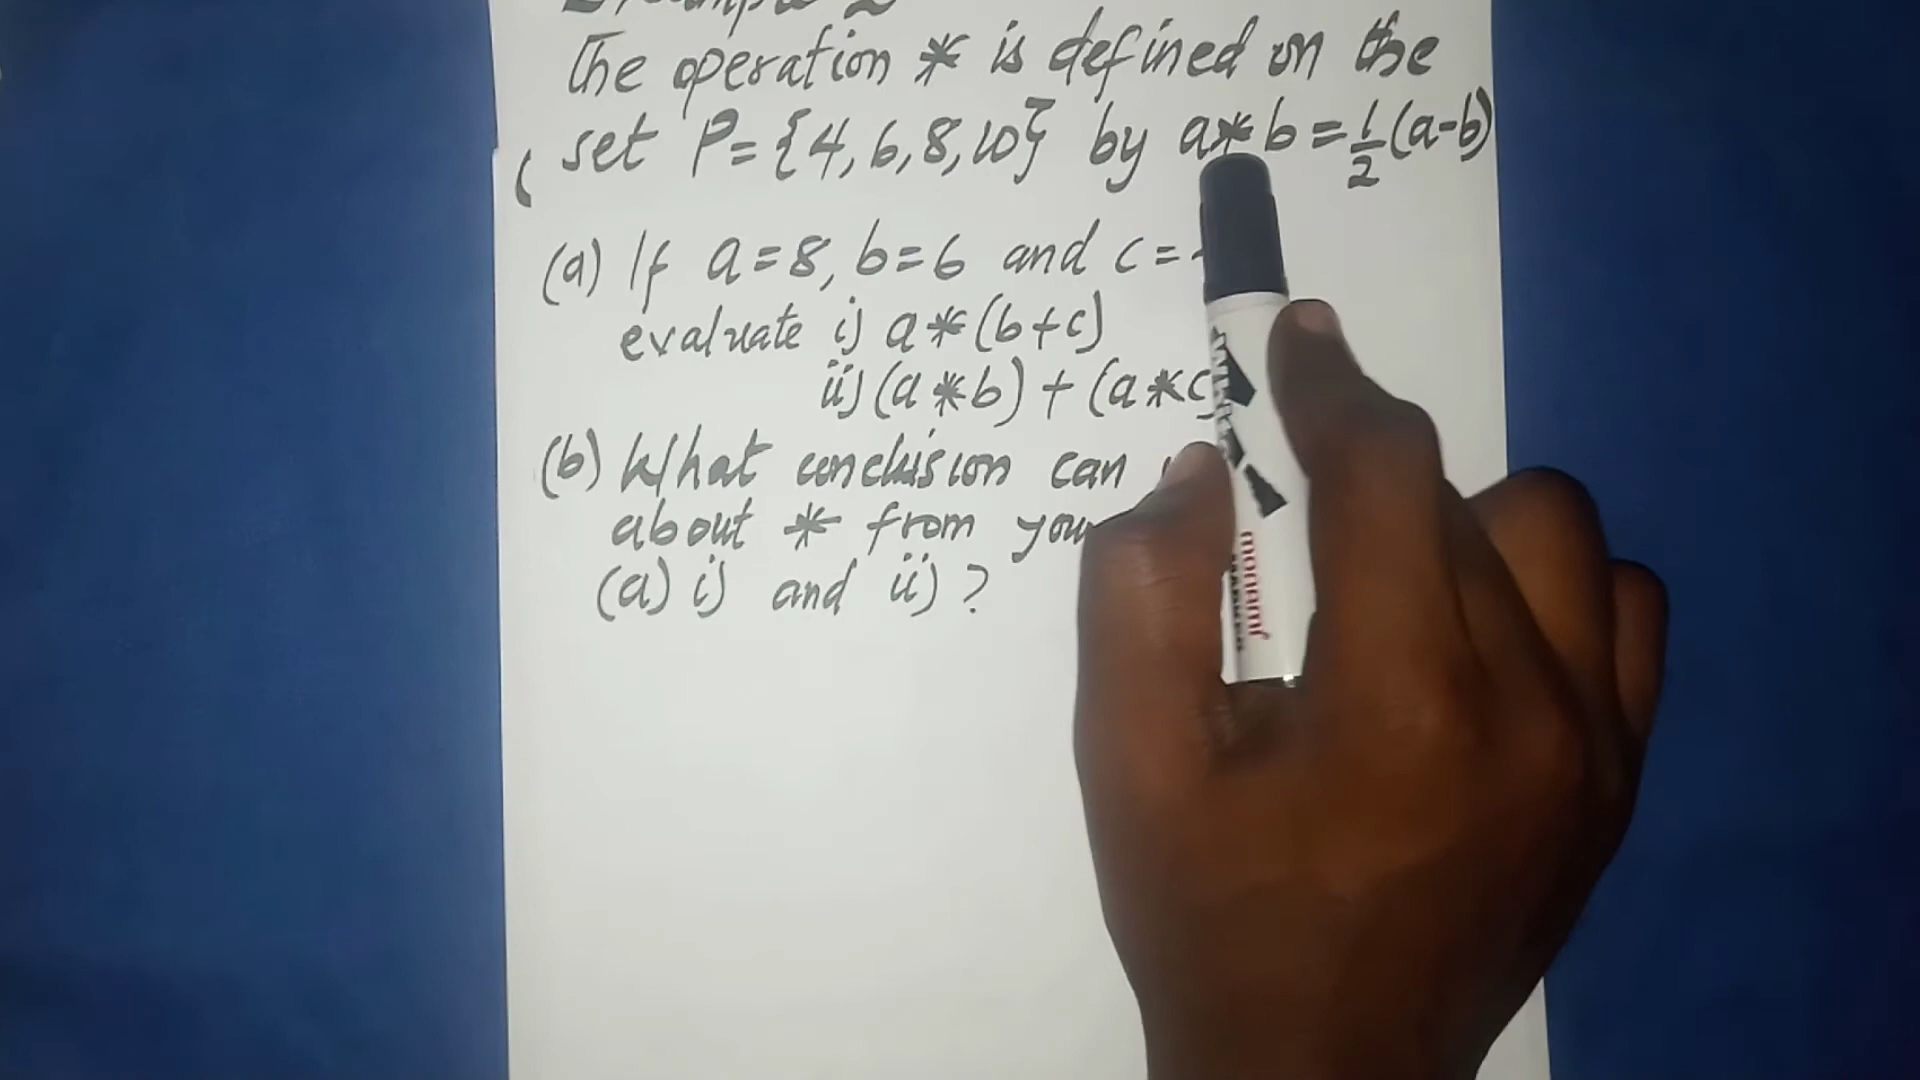 The operation * is defined on the
set P={4,6,8,10} by a*b=½(a-b)
(a) If a=8, b=6 and c=
evaluate i) a*(b+c)
ii) (a*b)+(a*c)
(b) What conclusion can
about * from
(a) i) and ii)?
monami